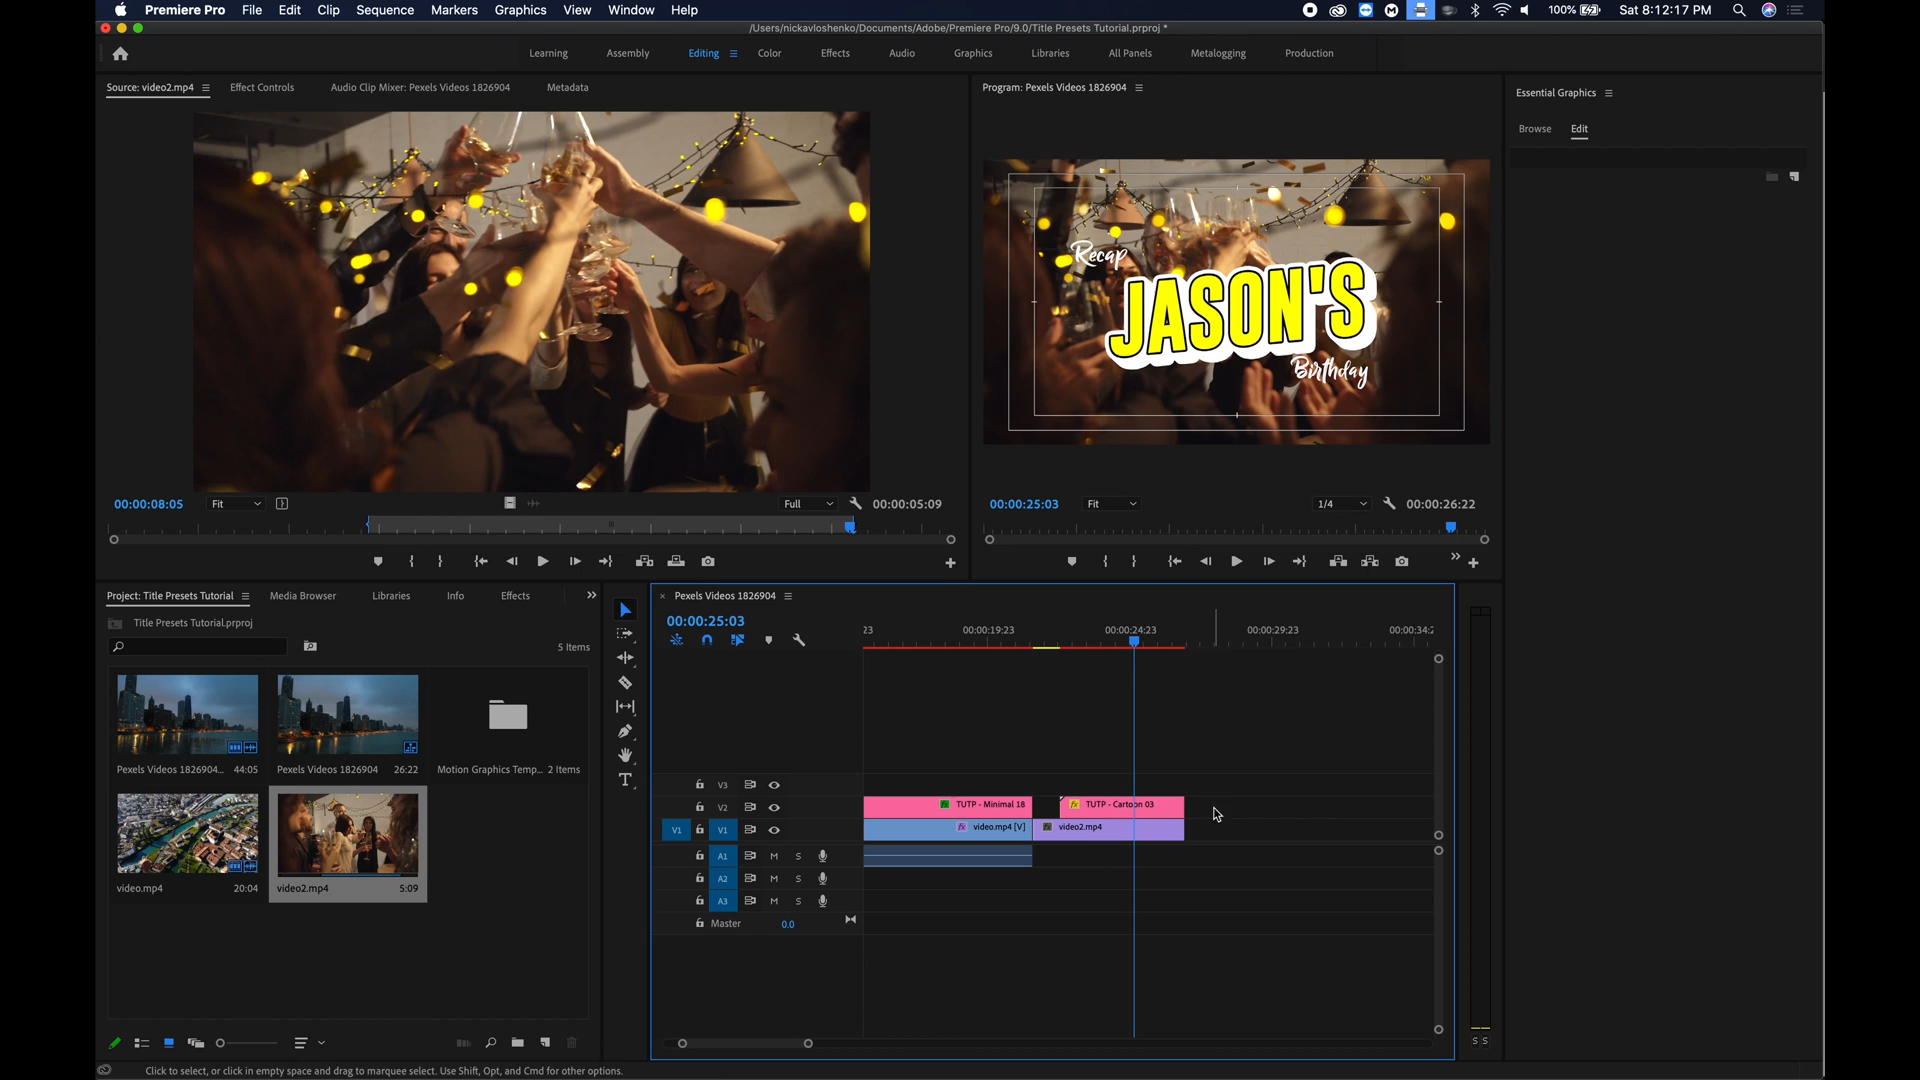 Premiere Pro File Edit Clip Sequence Markers Graphics View Window Help
100% Sat 8:12:17 PM
/Users/nickavloshenko/Documents/Adobe/Premiere Pro/9.0/Title Presets Tutorial.prproj *
Learning Assembly Editing Color Effects Audio Graphics Libraries All Panels Metalogging Production
Source: video2.mp4 Effect Controls Audio Clip Mixer: Pexels Videos 1826904 Metadata
Program: Pexels Videos 1826904
Essential Graphics
Browse Edit
Recap
JASON'S
Birthday
00:00:08:05 Fit Full 00:00:05:09
00:00:25:03 Fit 1/4 00:00:26:22
Project: Title Presets Tutorial Media Browser Libraries Info Effects
Title Presets Tutorial.prproj
5 Items
Pexels Videos 1826904... 44:05
Pexels Videos 1826904 26:22
Motion Graphics Temp... 2 Items
video.mp4 20:04
video2.mp4 5:09
Pexels Videos 1826904
00:00:25:03
23 00:00:19:23 00:00:24:23 00:00:29:23 00:00:34:2
V3
V2
TUTP - Minimal 18 TUTP - Cartoon 03
V1 V1
video.mp4 [V] video2.mp4
A1 M S
A2 M S
A3 M S
Master 0.0
S S
Click to select, or click in empty space and drag to marquee select. Use Shift, Opt, and Cmd for other options.